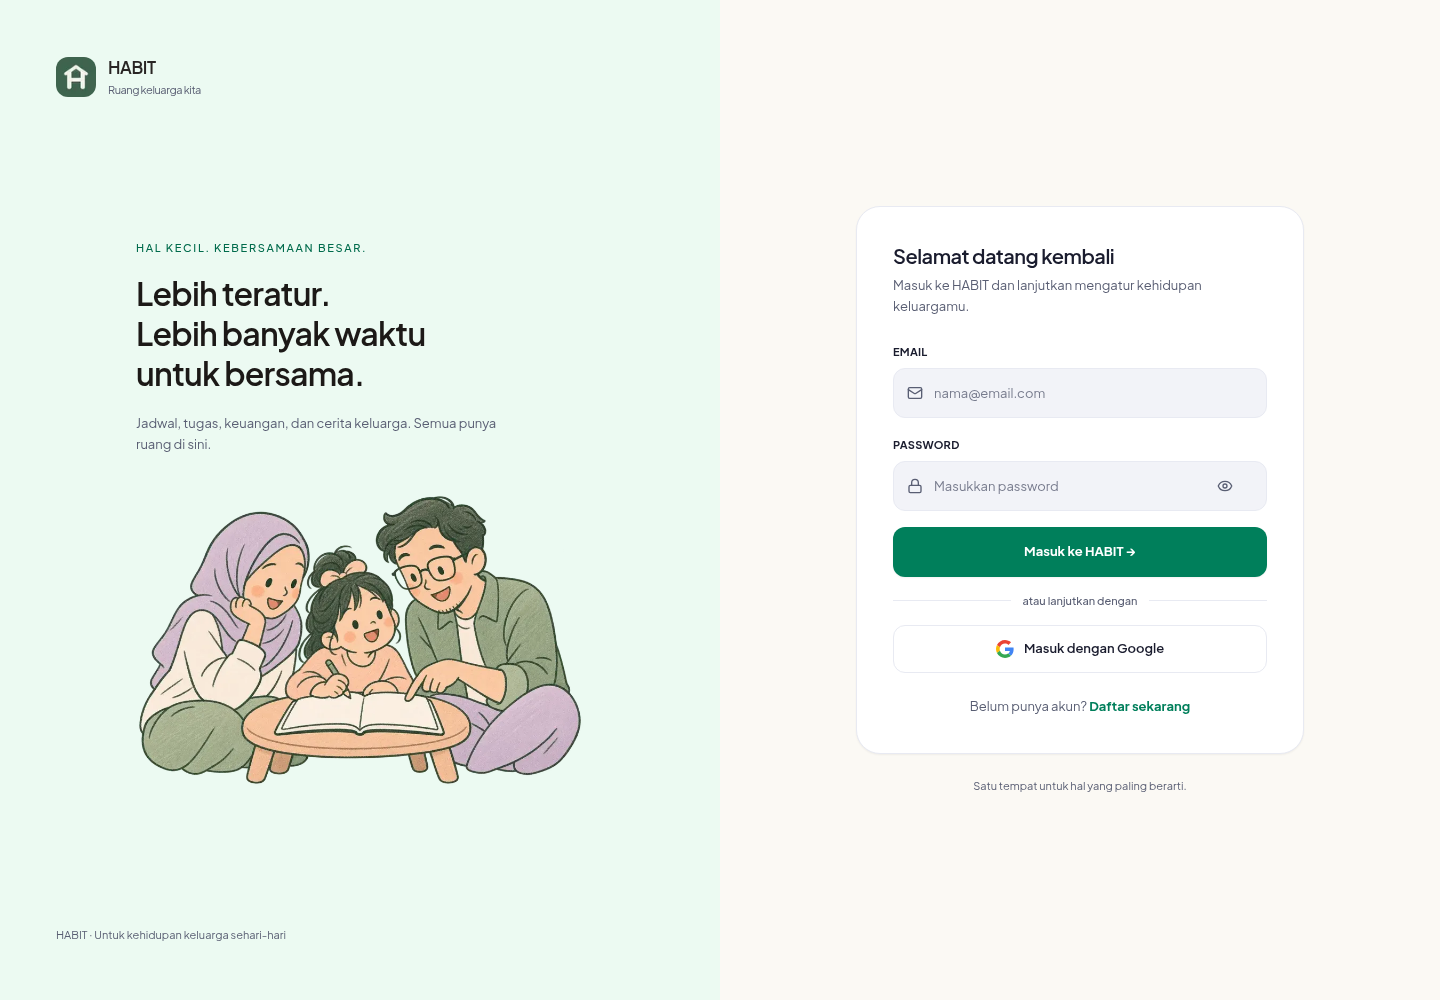 HABIT
Ruang keluarga kita
HAL KECIL. KEBERSAMAAN BESAR.
Lebih teratur.
Lebih banyak waktu
untuk bersama.
Jadwal, tugas, keuangan, dan cerita keluarga. Semua punya
ruang di sini.
HABIT · Untuk kehidupan keluarga sehari-hari
Selamat datang kembali
Masuk ke HABIT dan lanjutkan mengatur kehidupan
keluargamu.
EMAIL
nama@email.com
PASSWORD
Masukkan password
Masuk ke HABIT →
atau lanjutkan dengan
Masuk dengan Google
Belum punya akun? Daftar sekarang
Satu tempat untuk hal yang paling berarti.